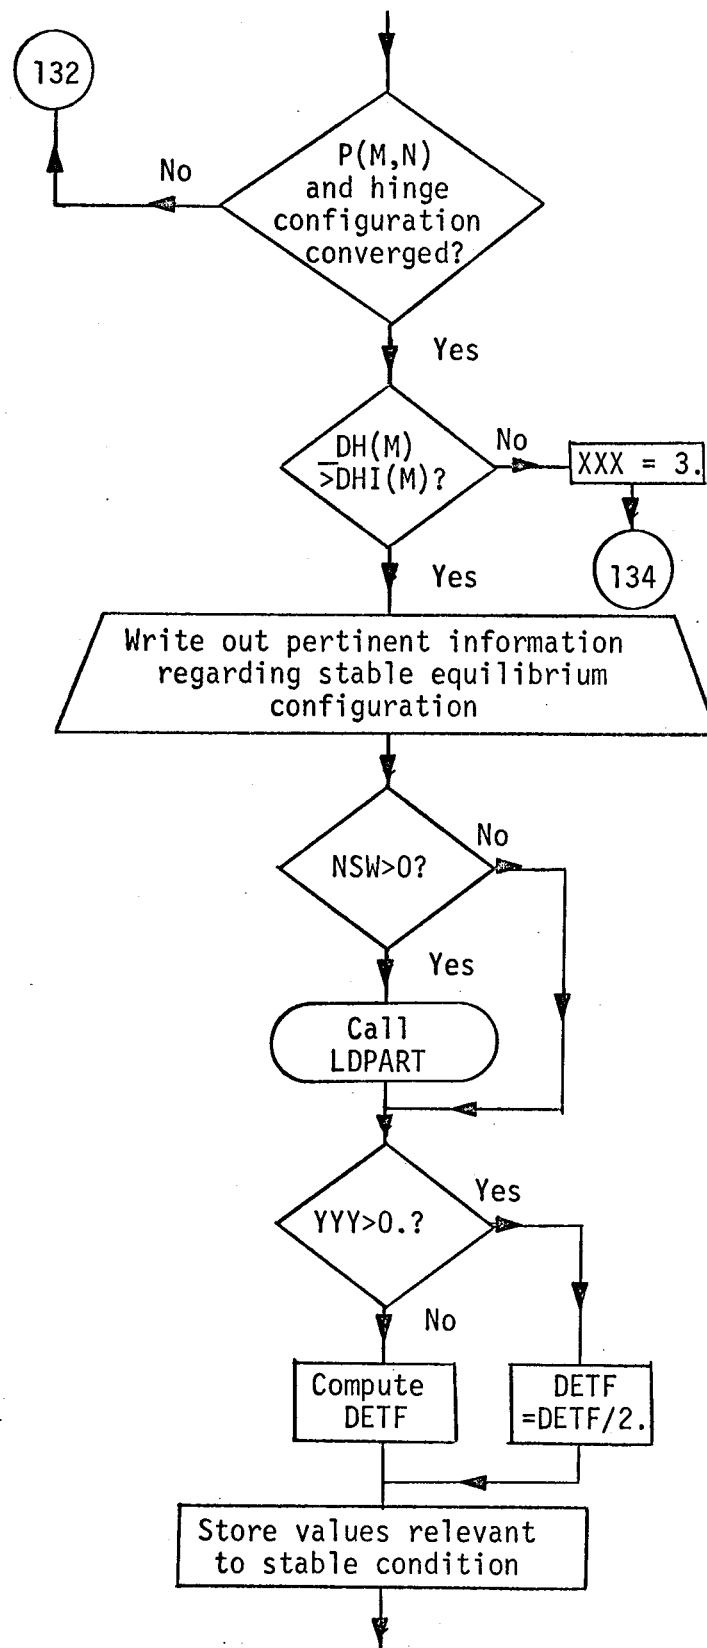 132
No
P(M,N)
and hinge
configuration
converged?
Yes
DH(M)
≥DHI(M)?
No
XXX = 3.
134
Yes
Write out pertinent information
regarding stable equilibrium
configuration
NSW>0?
No
Yes
Call
LDPART
YYY>0.?
Yes
No
Compute
DETF
DETF
=DETF/2.
Store values relevant
to stable condition